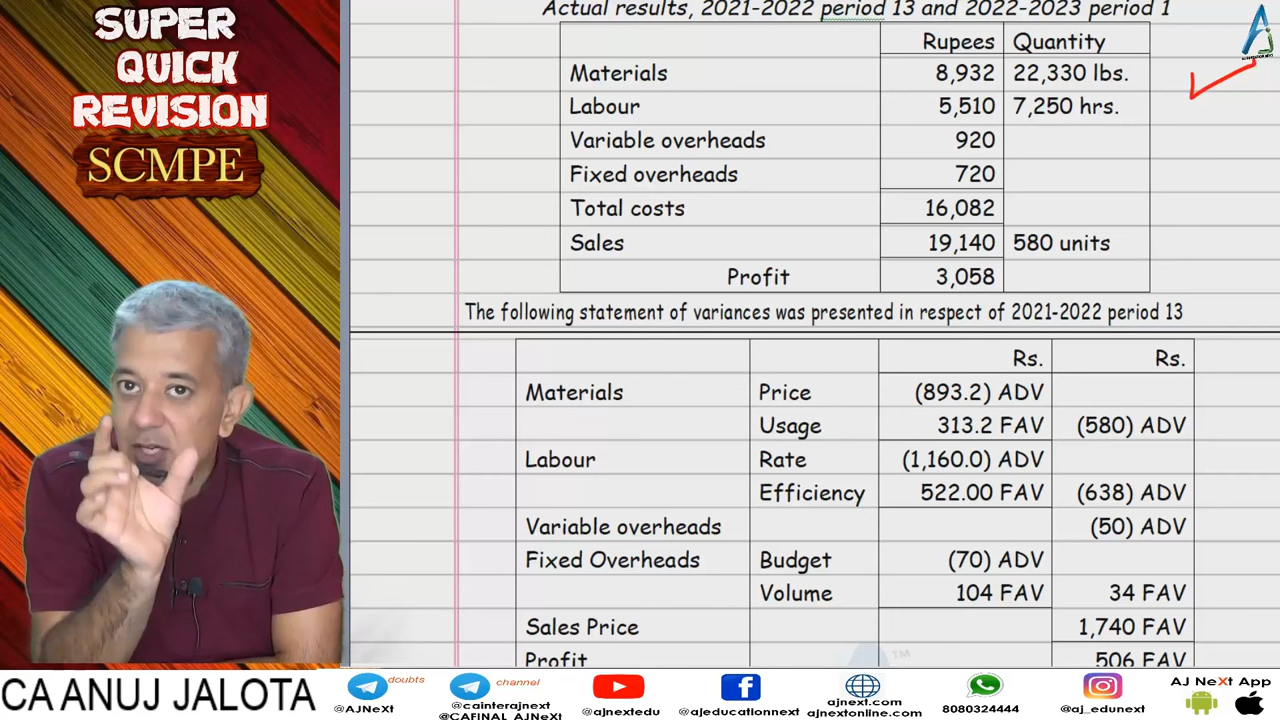 SUPER
QUICK
REVISION
SCMPE
Actual results, 2021-2022 period 13 and 2022-2023 period 1
Rupees Quantity
Materials 8,932 22,330 lbs.
Labour 5,510 7,250 hrs.
Variable overheads 920
Fixed overheads 720
Total costs 16,082
Sales 19,140 580 units
Profit 3,058
The following statement of variances was presented in respect of 2021-2022 period 13
Rs. Rs.
Materials Price (893.2) ADV
Usage 313.2 FAV (580) ADV
Labour Rate (1,160.0) ADV
Efficiency 522.00 FAV (638) ADV
Variable overheads (50) ADV
Fixed Overheads Budget (70) ADV
Volume 104 FAV 34 FAV
Sales Price 1,740 FAV
Profit 506 FAV
CA ANUJ JALOTA
doubts
@AJNeXt
channel
@cainterajnext
@CAFINAL_AJNeXt
@ajnextedu
@ajeducationnext
ajnext.com
ajnextonline.com
8080324444
@aj_edunext
AJ NeXt App